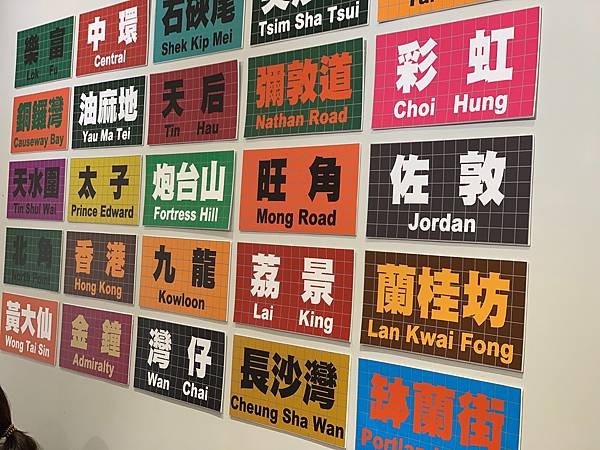 樂富
Lok Fu
中環
Central
石硤尾
Shek Kip Mei
Tsim Sha Tsui
銅鑼灣
Causeway Bay
油麻地
Yau Ma Tei
天后
Tin Hau
彌敦道
Nathan Road
彩虹
Choi Hung
天水圍
Tin Shui Wai
太子
Prince Edward
炮台山
Fortress Hill
旺角
Mong Road
佐敦
Jordan
北角
香港
Hong Kong
九龍
Kowloon
荔景
Lai King
蘭桂坊
Lan Kwai Fong
黃大仙
Wong Tai Sin
金鐘
Admiralty
灣仔
Wan Chai
長沙灣
Cheung Sha Wan
砵蘭街